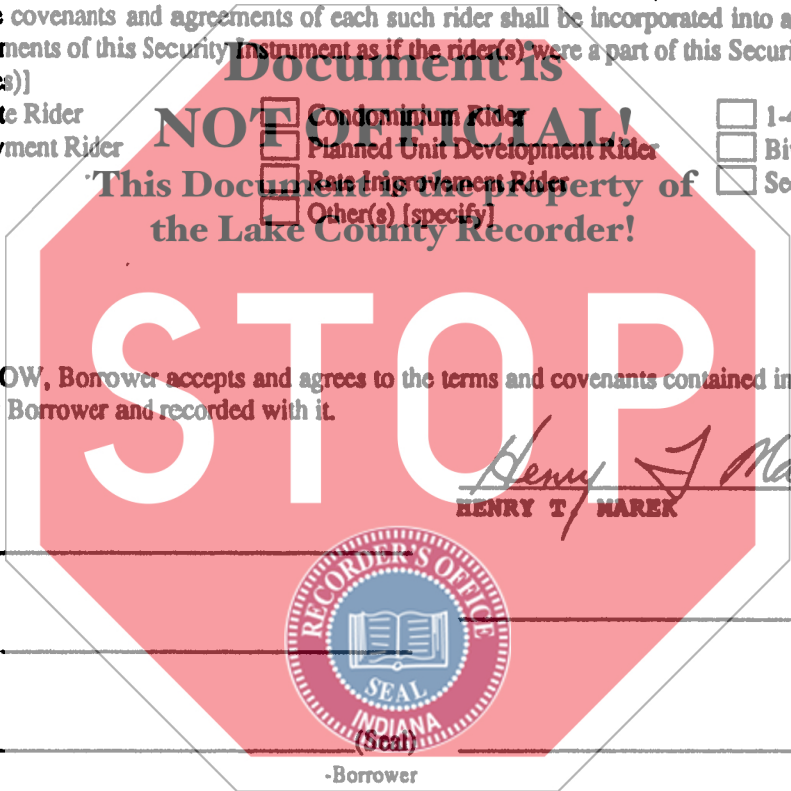 covenants and agreements of each such rider shall be incorporated into a
ments of this Security Instrument as if the rider(s) were a part of this Securi
s)]
Document is
te Rider Condominium Rider 1-4
NOT OFFICIAL!
yment Rider Planned Unit Development Rider Bi
This Document is the property of
Rate Improvement Rider Se
Other(s) [specify]
the Lake County Recorder!
STOP
OW, Borrower accepts and agrees to the terms and covenants contained in
Borrower and recorded with it.
Henry T Ma
HENRY T MAREK
RECORDER'S OFFICE
SEAL
INDIANA
(Seal)
-Borrower